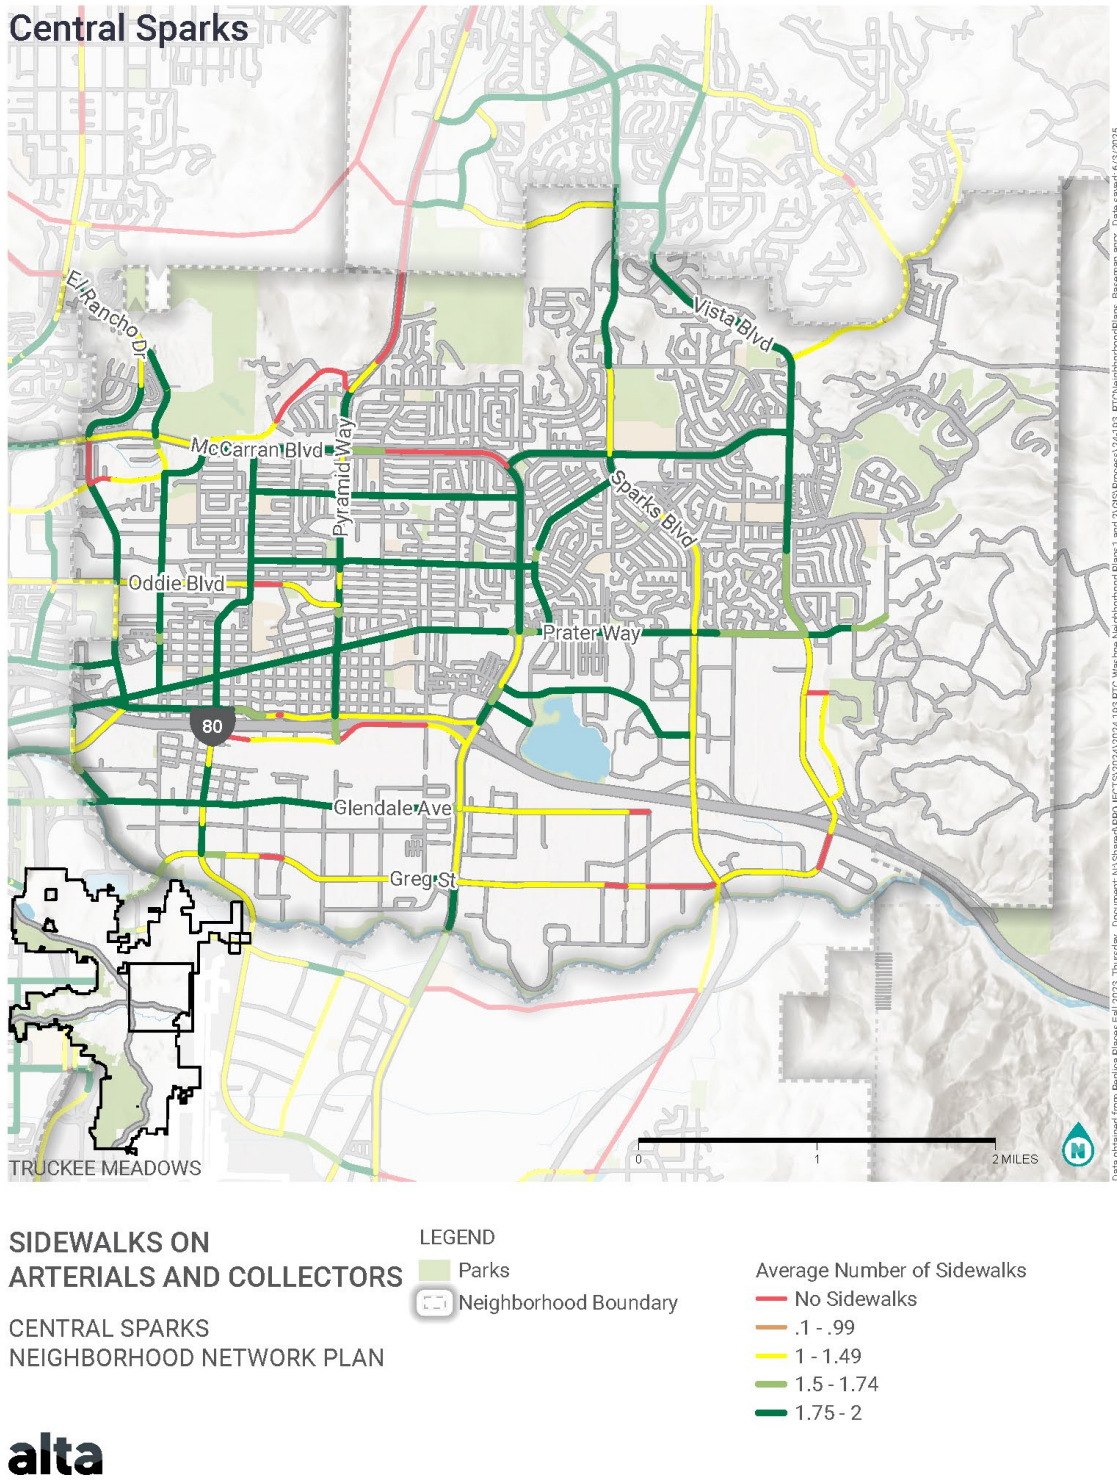 Central Sparks
El Rancho Dr
Vista Blvd
McCarran Blvd
Pyramid Way
Sparks Blvd
Oddie Blvd
Prater Way
80
Glendale Ave
Greg St
TRUCKEE MEADOWS
0 1 2 MILES
N
SIDEWALKS ON
ARTERIALS AND COLLECTORS
CENTRAL SPARKS
NEIGHBORHOOD NETWORK PLAN
LEGEND
Parks
Neighborhood Boundary
Average Number of Sidewalks
No Sidewalks
.1 - .99
1 - 1.49
1.5 - 1.74
1.75 - 2
alta